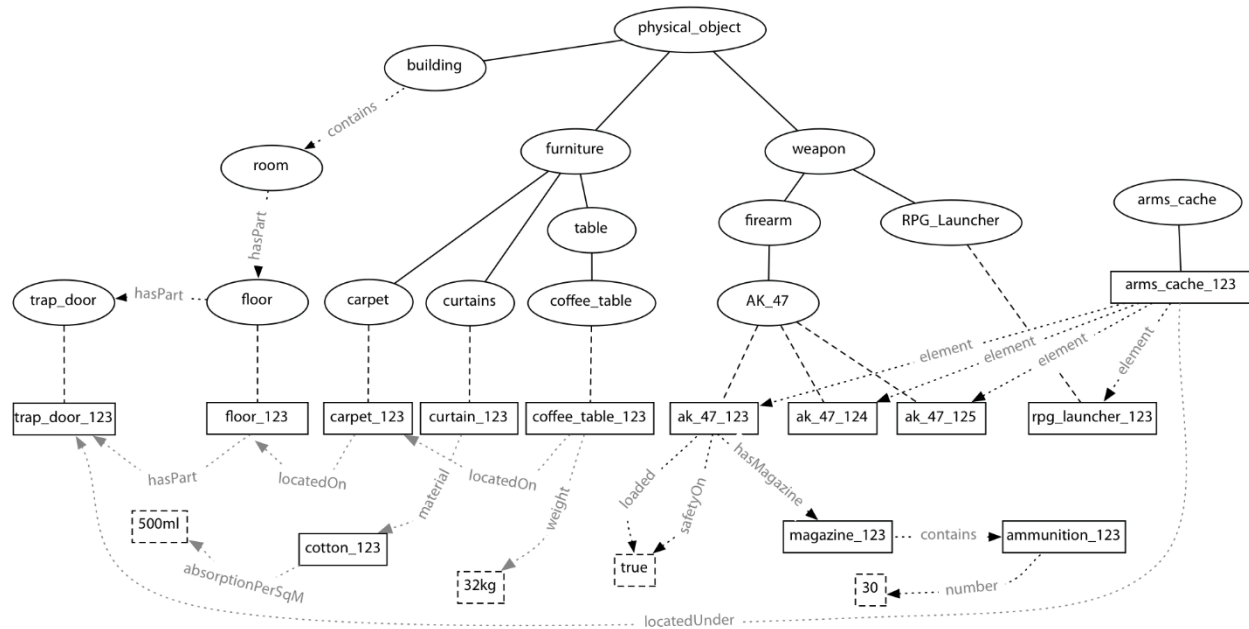 physical_object
building
contains
furniture
weapon
room
arms_cache
table
firearm
RPG_Launcher
hasPart
arms_cache_123
trap_door
hasPart
floor
carpet
curtains
coffee_table
AK_47
element
element
element
element
trap_door_123
floor_123
carpet_123
curtain_123
coffee_table_123
ak_47_123
ak_47_124
ak_47_125
rpg_launcher_123
hasPart
locatedOn
material
locatedOn
weight
loaded
safetyOn
hasMagazine
500ml
cotton_123
magazine_123
contains
ammunition_123
absorptionPerSqM
32kg
true
30
number
locatedUnder